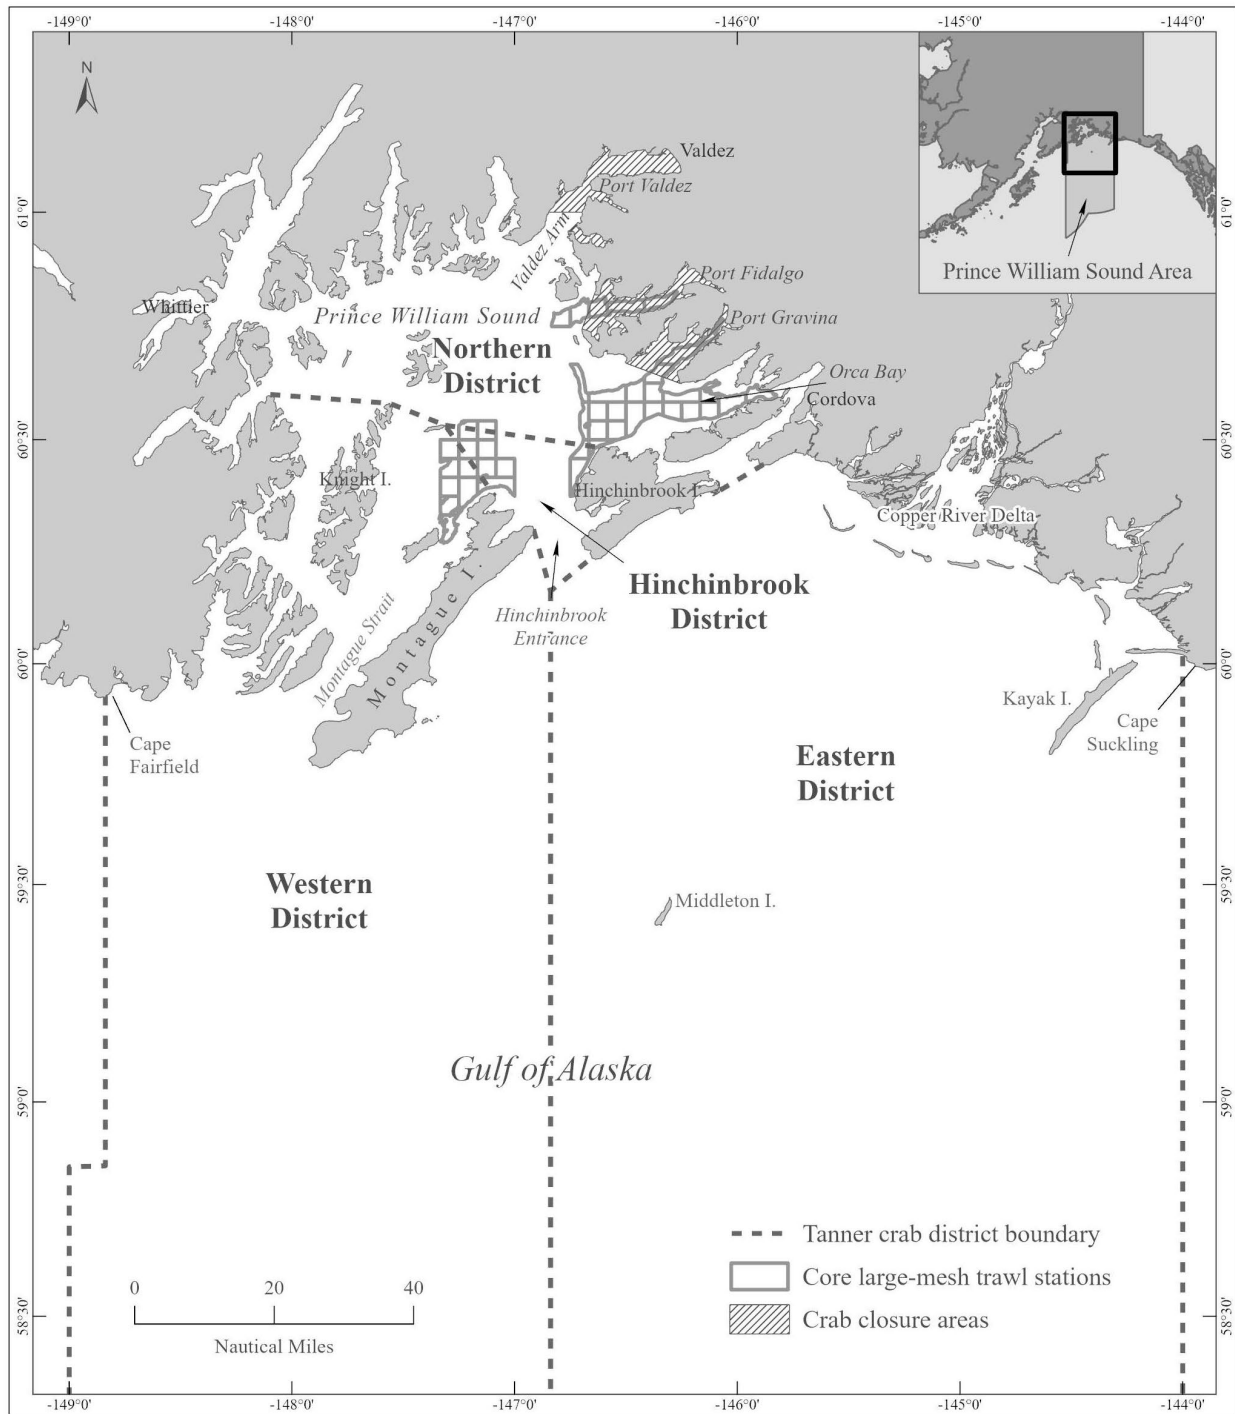 -149°0' -148°0' -147°0' -146°0' -145°0' -144°0'
N
Valdez
Port Valdez
61°0'
61°0'
Valdez Arm
Prince William Sound Area
Port Fidalgo
Whittier
Prince William Sound
Port Gravina
Northern
District
Orca Bay
Cordova
60°30'
60°30'
Knight I.
Hinchinbrook I.
Copper River Delta
Hinchinbrook
District
Hinchinbrook
Entrance
Montague Strait
Montague I.
60°0'
60°0'
Kayak I.
Cape
Suckling
Cape
Fairfield
Eastern
District
Western
District
59°30'
59°30'
Middleton I.
Gulf of Alaska
59°0'
59°0'
Tanner crab district boundary
Core large-mesh trawl stations
Crab closure areas
0 20 40
Nautical Miles
58°30'
58°30'
-149°0' -148°0' -147°0' -146°0' -145°0' -144°0'